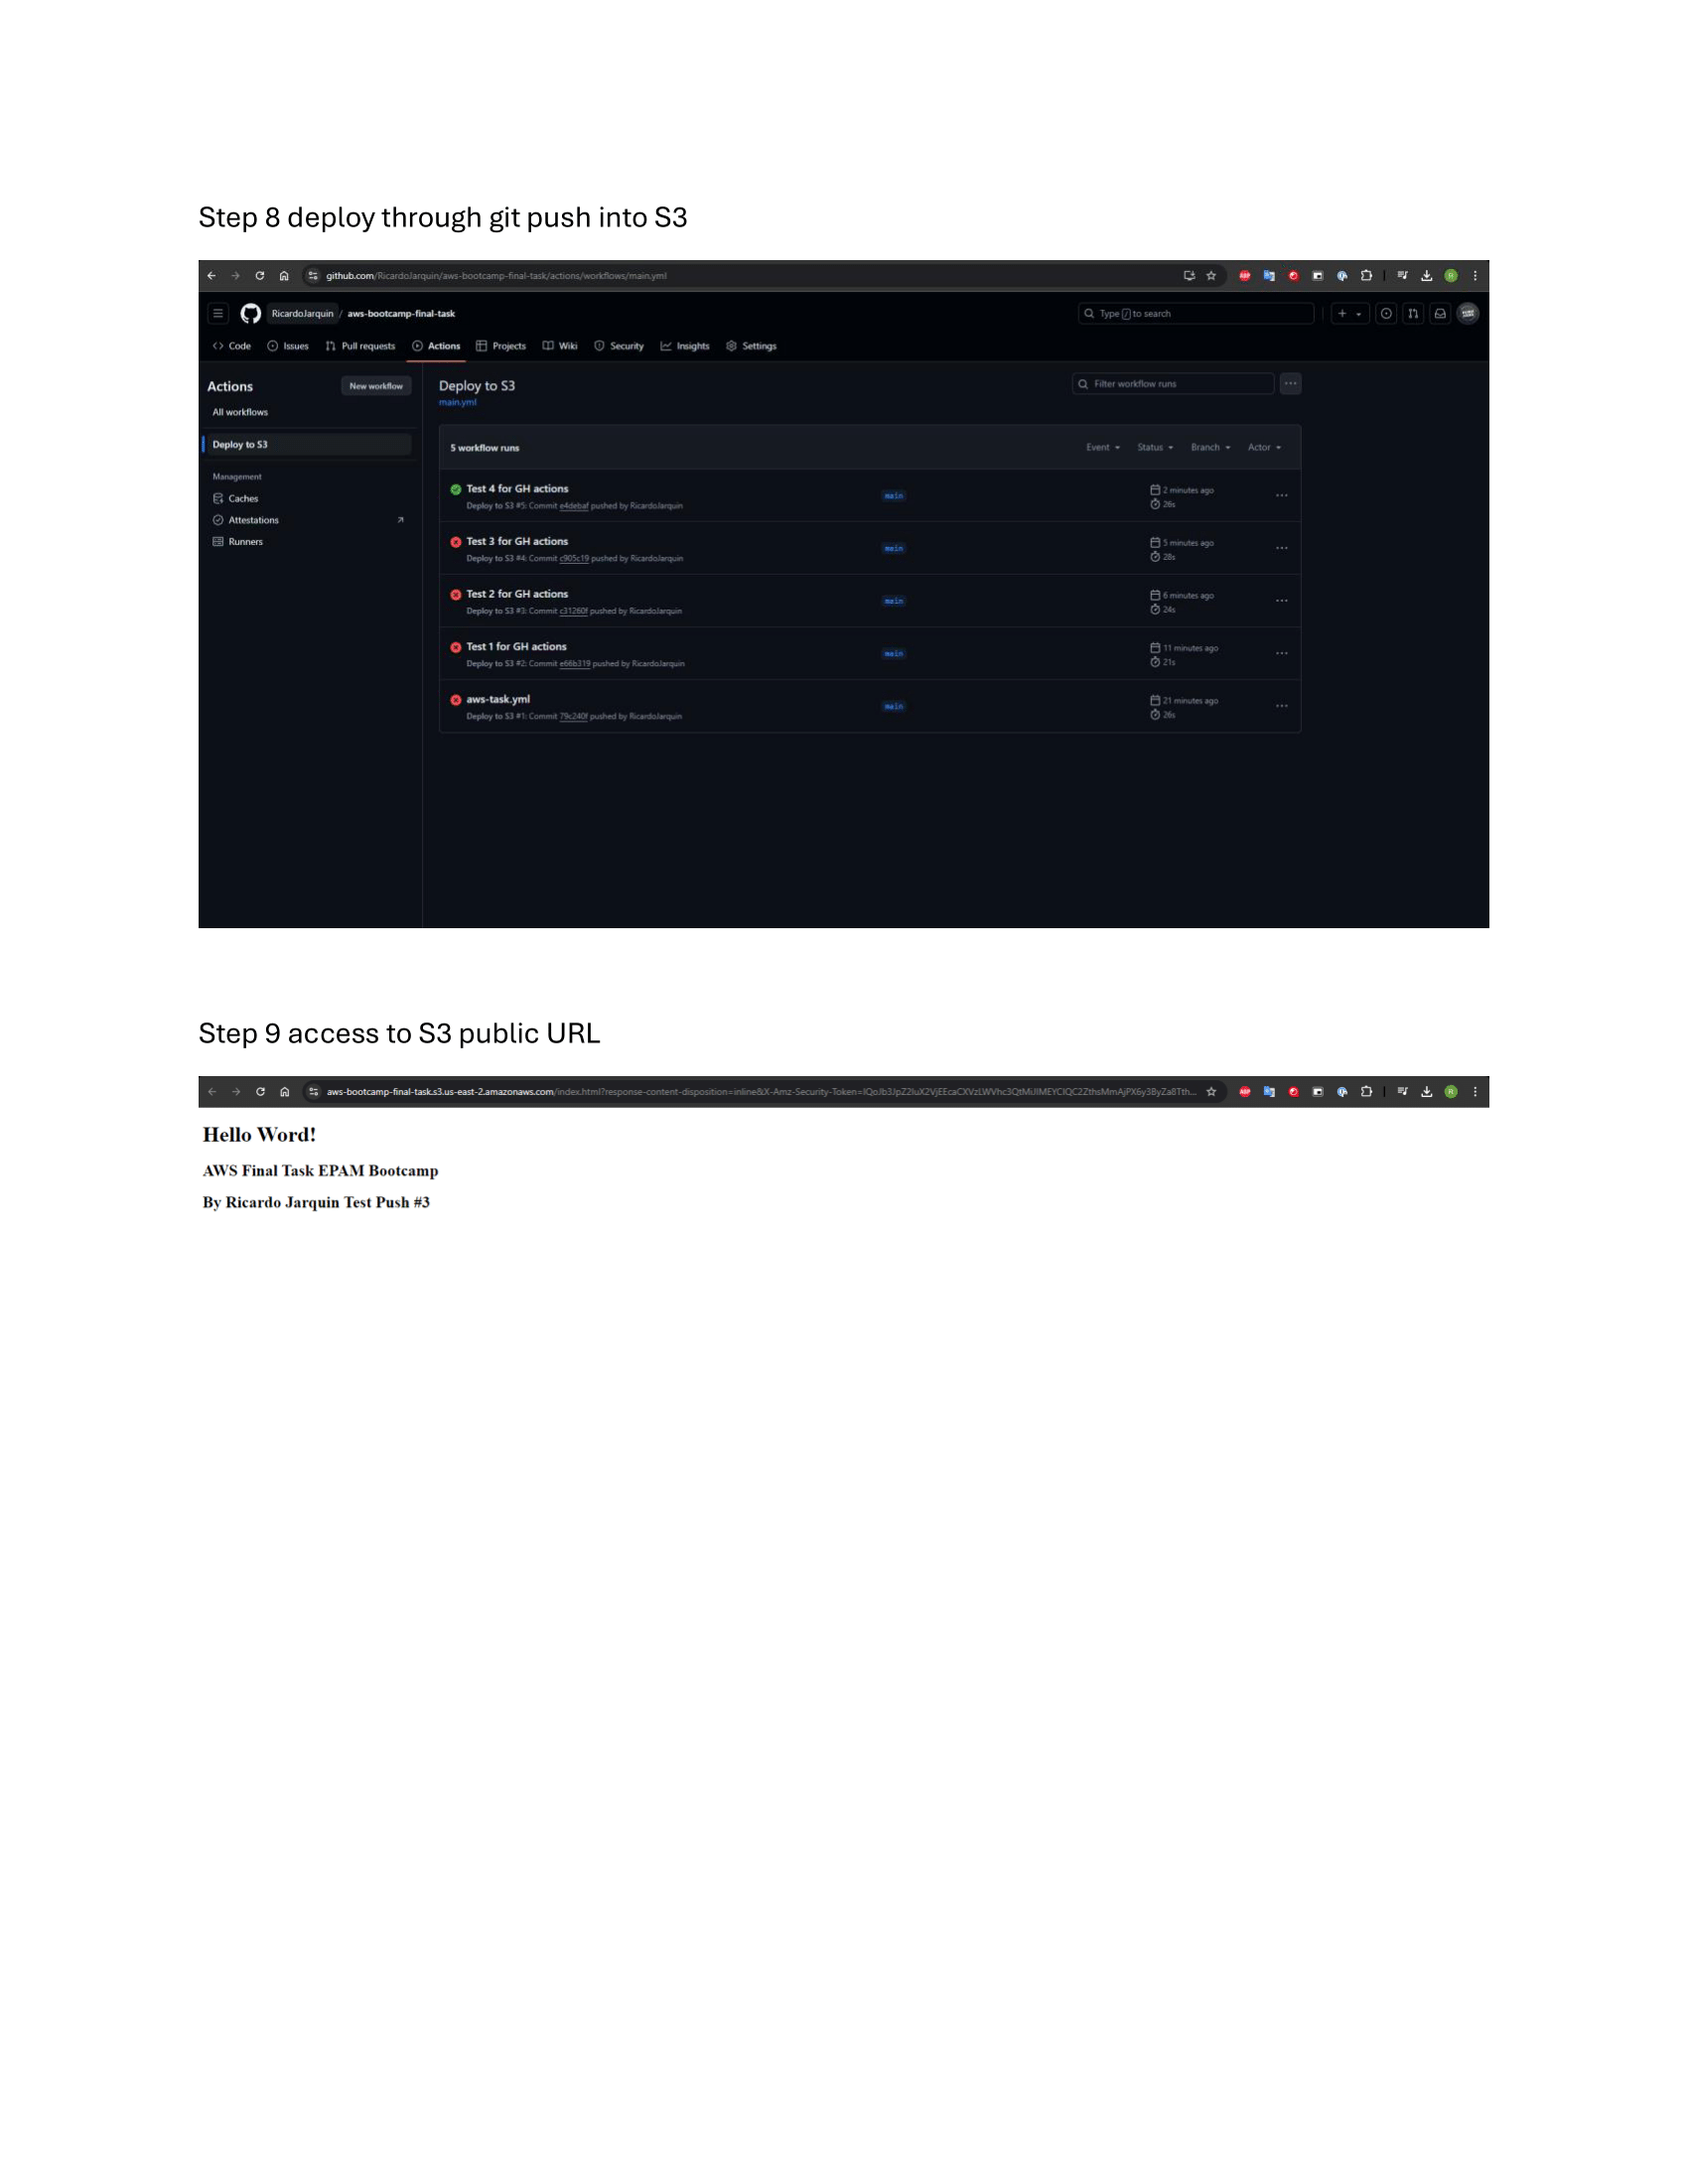 Step 8 deploy through git push into S3
github.com/RicardoJarquin/aws-bootcamp-final-task/actions/workflows/main.yml
RicardoJarquin / aws-bootcamp-final-task
Type / to search
Code Issues Pull requests Actions Projects Wiki Security Insights Settings
Actions
New workflow
All workflows
Deploy to S3
Management
Caches
Attestations
Runners
Deploy to S3
main.yml
Filter workflow runs
5 workflow runs
Event Status Branch Actor
Test 4 for GH actions
Deploy to S3 #5: Commit e4debaf pushed by RicardoJarquin
main
2 minutes ago
26s
Test 3 for GH actions
Deploy to S3 #4: Commit c905c19 pushed by RicardoJarquin
main
5 minutes ago
28s
Test 2 for GH actions
Deploy to S3 #3: Commit c31260f pushed by RicardoJarquin
main
6 minutes ago
24s
Test 1 for GH actions
Deploy to S3 #2: Commit e66b319 pushed by RicardoJarquin
main
11 minutes ago
21s
aws-task.yml
Deploy to S3 #1: Commit 79c240f pushed by RicardoJarquin
main
21 minutes ago
26s
Step 9 access to S3 public URL
aws-bootcamp-final-task.s3.us-east-2.amazonaws.com/index.html?response-content-disposition=inline&X-Amz-Security-Token=
Hello Word!
AWS Final Task EPAM Bootcamp
By Ricardo Jarquin Test Push #3